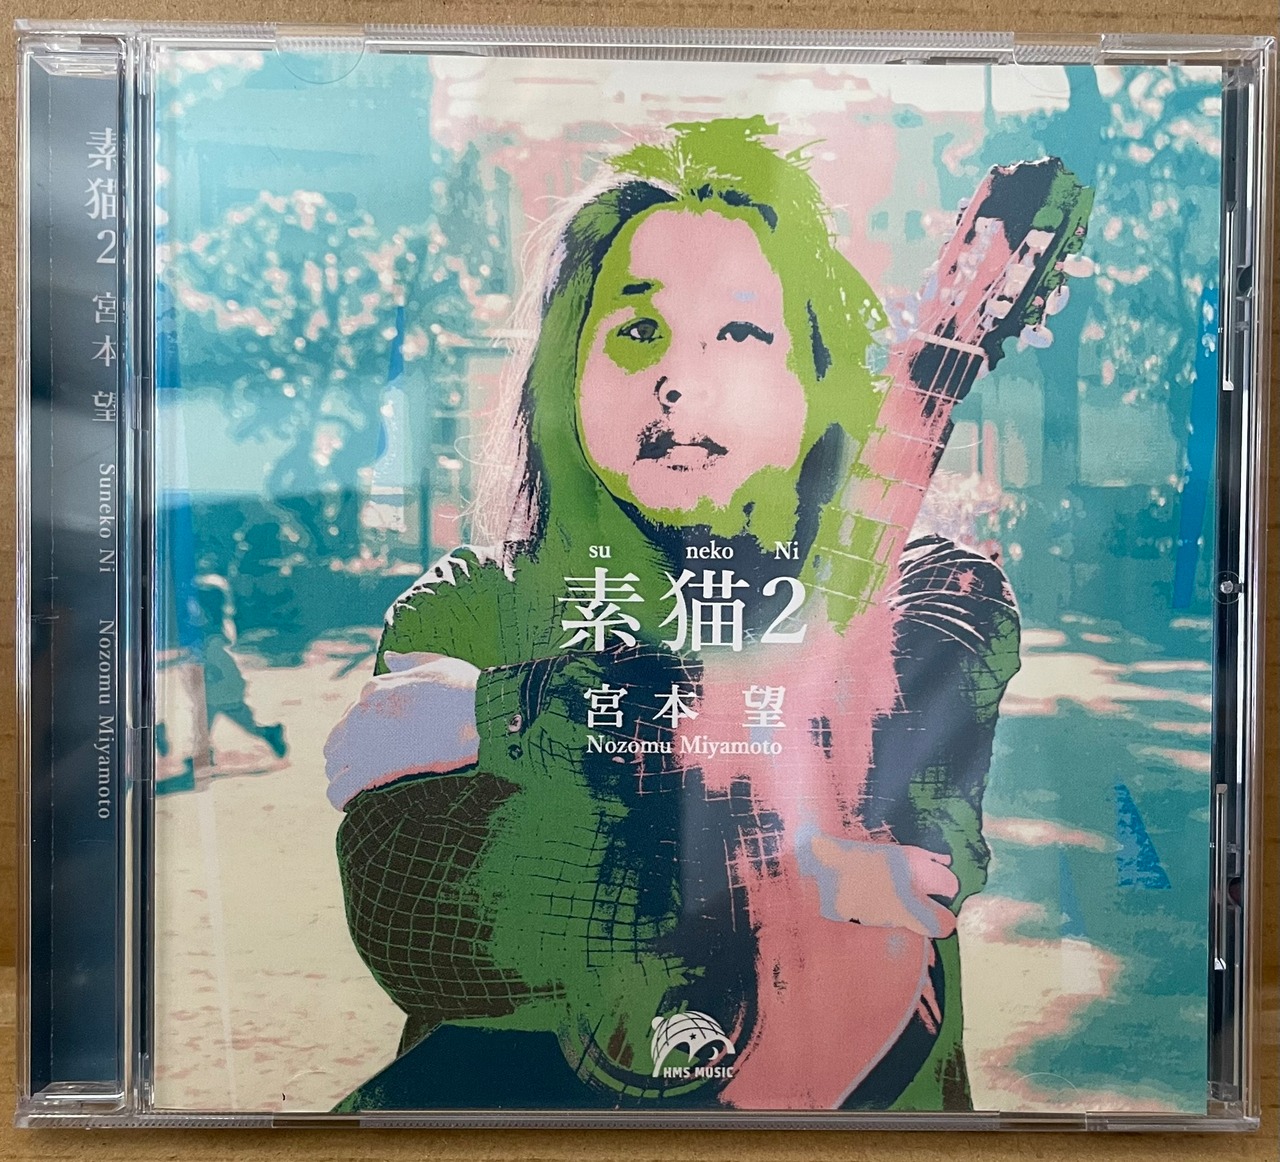 素猫2 宮本 望 Suneko Ni Nozomu Miyamoto
su neko Ni
素猫2
宮本 望
Nozomu Miyamoto
HMS MUSIC